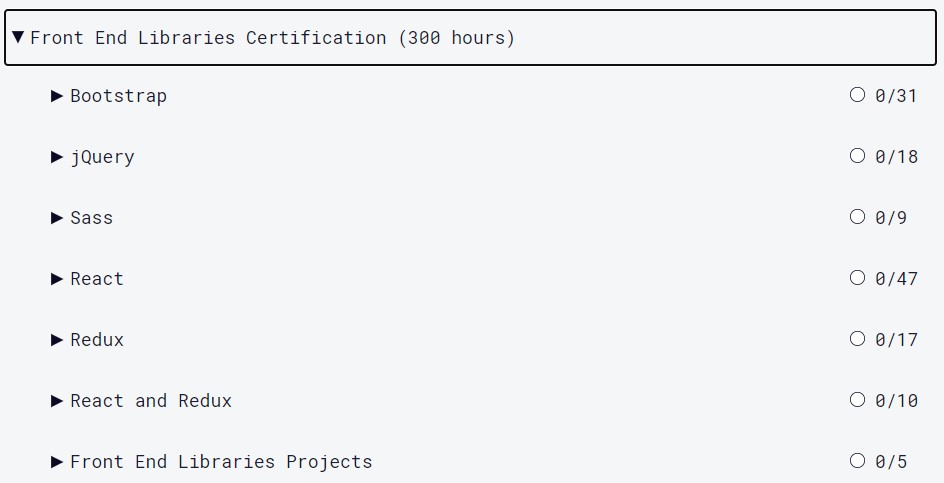 Front End Libraries Certification (300 hours)
Bootstrap 0/31
jQuery 0/18
Sass 0/9
React 0/47
Redux 0/17
React and Redux 0/10
Front End Libraries Projects 0/5